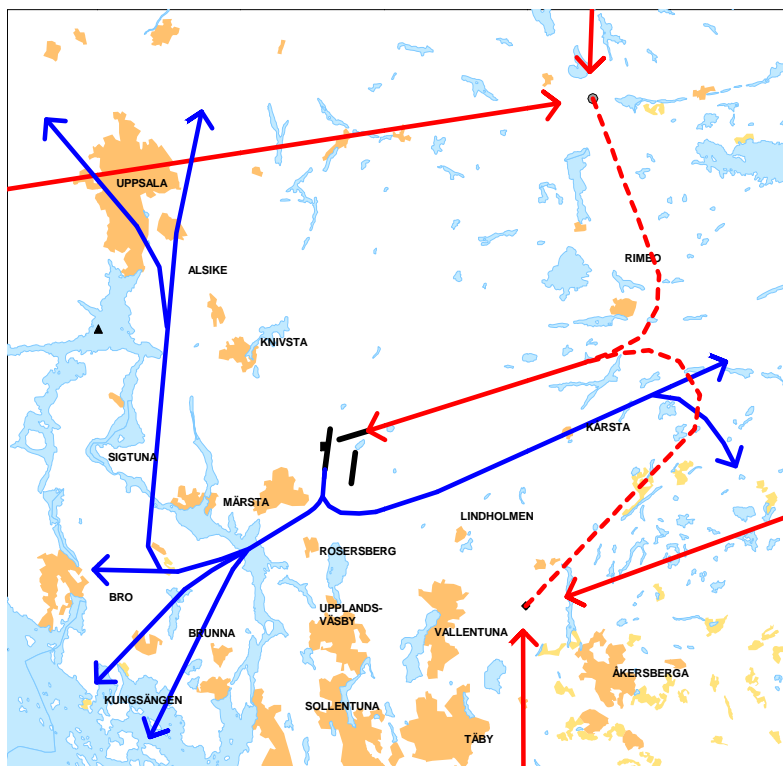 UPPSALA
RIMBO
ALSIKE
KNIVSTA
KÅRSTA
SIGTUNA
MÄRSTA
LINDHOLMEN
ROSERSBERG
BRO
UPPLANDS-
VÄSBY
BRUNNA
VALLENTUNA
ÅKERSBERGA
KUNGSÄNGEN
SOLLENTUNA
TÄBY